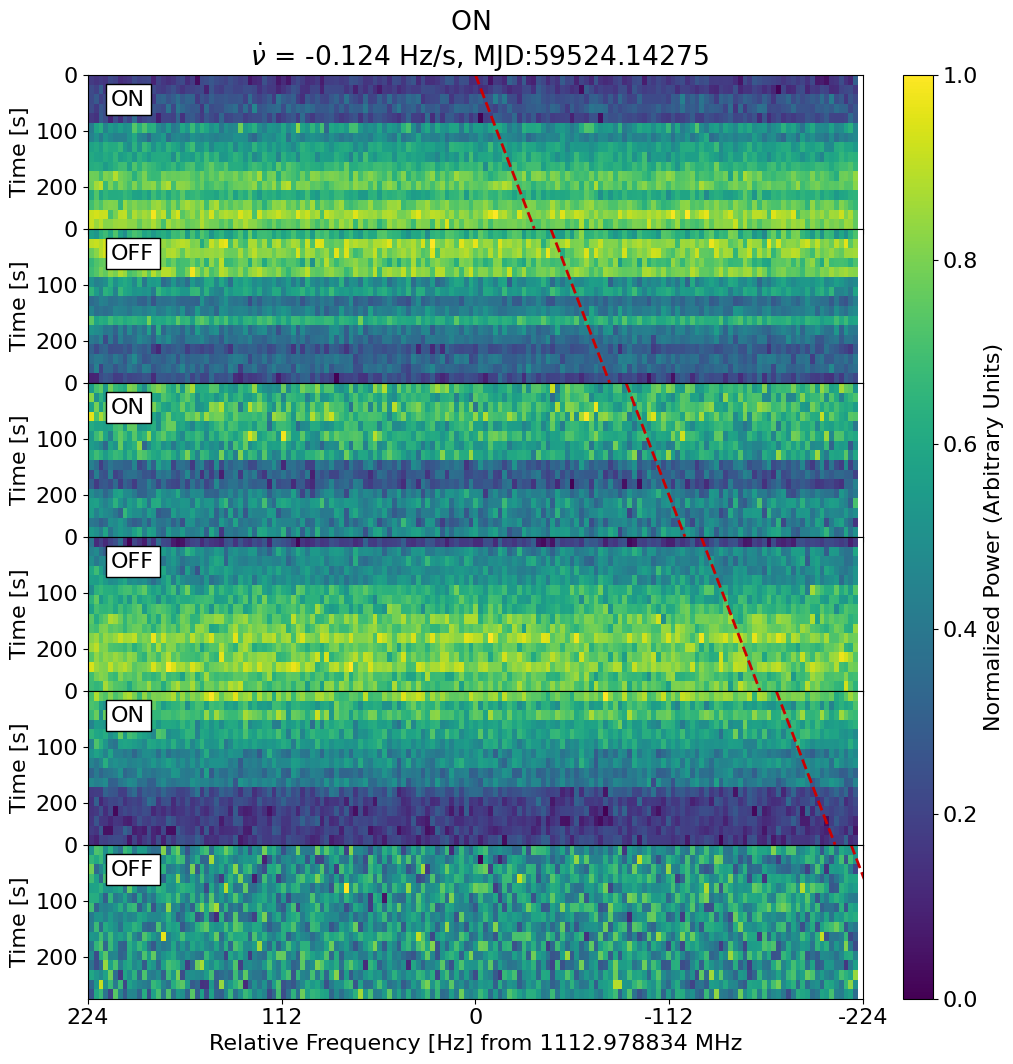 ON
ν̇ = -0.124 Hz/s, MJD:59524.14275
0
ON
100
200
Time [s]
0
OFF
100
200
Time [s]
0
ON
100
200
Time [s]
0
OFF
100
200
Time [s]
0
ON
100
200
Time [s]
0
OFF
100
200
Time [s]
224 112 0 -112 -224
Relative Frequency [Hz] from 1112.978834 MHz
1.0
0.8
0.6
0.4
0.2
0.0
Normalized Power (Arbitrary Units)